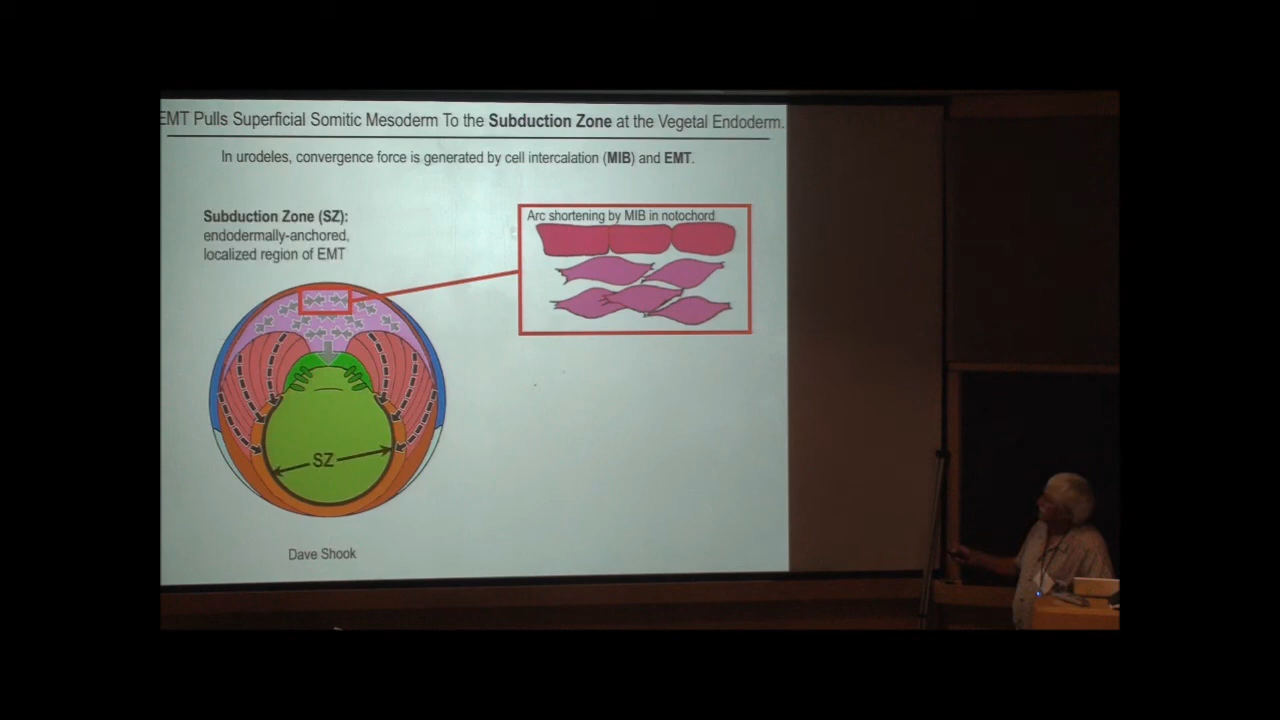 EMT Pulls Superficial Somitic Mesoderm To the Subduction Zone at the Vegetal Endoderm.
In urodeles, convergence force is generated by cell intercalation (MIB) and EMT.
Subduction Zone (SZ):
endodermally-anchored,
localized region of EMT
Arc shortening by MIB in notochord
SZ
Dave Shook